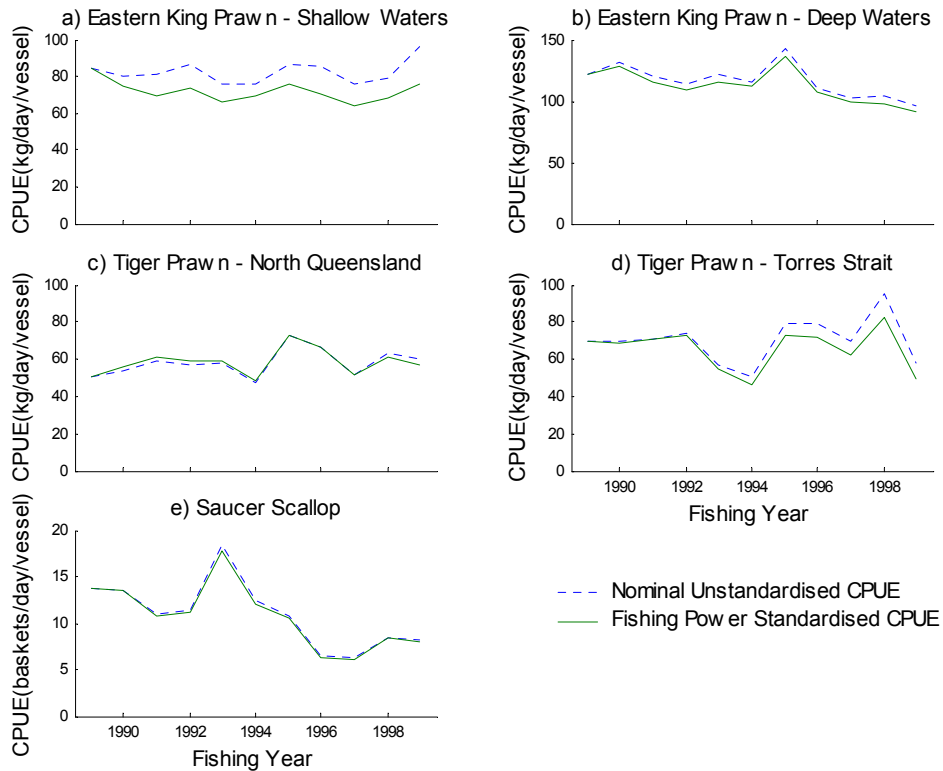 a) Eastern King Prawn - Shallow Waters
100
80
60
40
20
0
1990 1992 1994 1996 1998
CPUE(kg/day/vessel)
b) Eastern King Prawn - Deep Waters
150
100
50
0
CPUE(kg/day/vessel)
c) Tiger Prawn - North Queensland
100
80
60
40
20
0
CPUE(kg/day/vessel)
d) Tiger Prawn - Torres Strait
100
80
60
40
20
0
CPUE(kg/day/vessel)
1990 1992 1994 1996 1998
Fishing Year
e) Saucer Scallop
20
15
10
5
0
CPUE(baskets/day/vessel)
Fishing Year
Nominal Unstandardised CPUE
Fishing Power Standardised CPUE